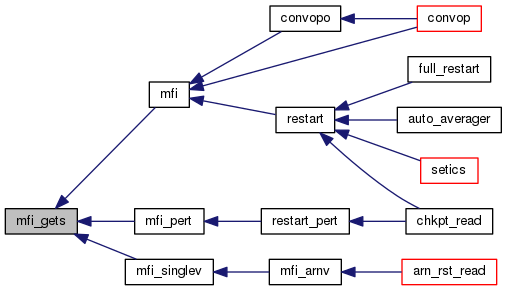 convopo
convop
mfi
full_restart
restart
auto_averager
setics
mfi_gets
mfi_pert
restart_pert
chkpt_read
mfi_singlev
mfi_arnv
arn_rst_read